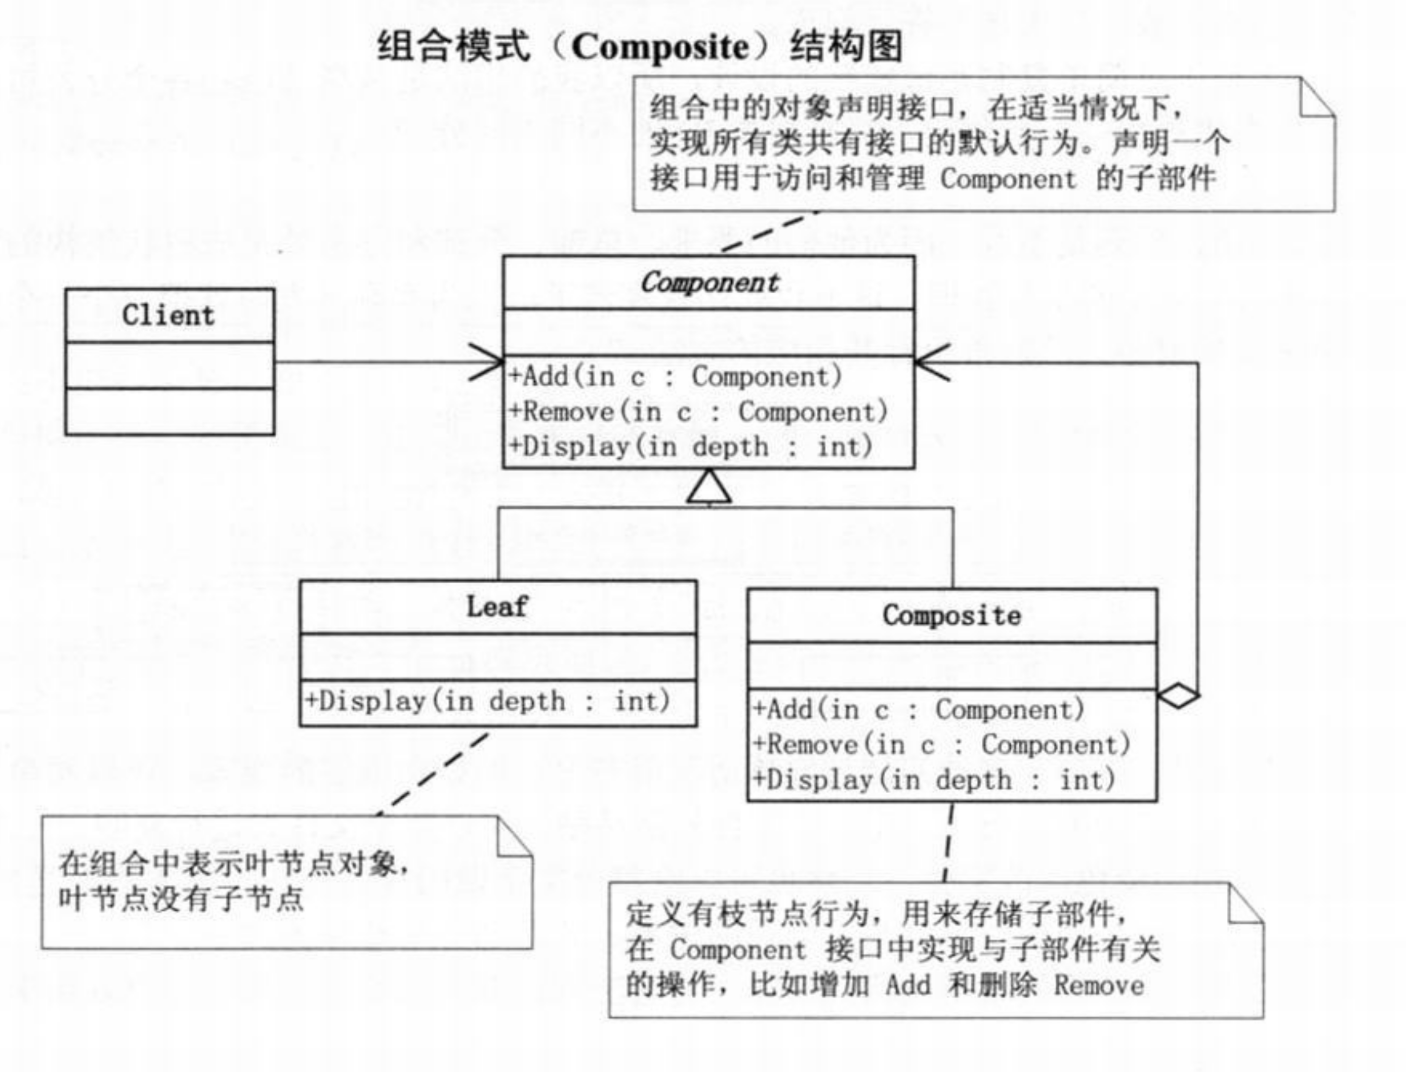 组合模式（Composite）结构图
组合中的对象声明接口，在适当情况下，
实现所有类共有接口的默认行为。声明一个
接口用于访问和管理 Component 的子部件
Component
Client
+Add(in c : Component)
+Remove(in c : Component)
+Display(in depth : int)
Leaf
+Display(in depth : int)
Composite
+Add(in c : Component)
+Remove(in c : Component)
+Display(in depth : int)
在组合中表示叶节点对象，
叶节点没有子节点
定义有枝节点行为，用来存储子部件，
在 Component 接口中实现与子部件有关
的操作，比如增加 Add 和删除 Remove